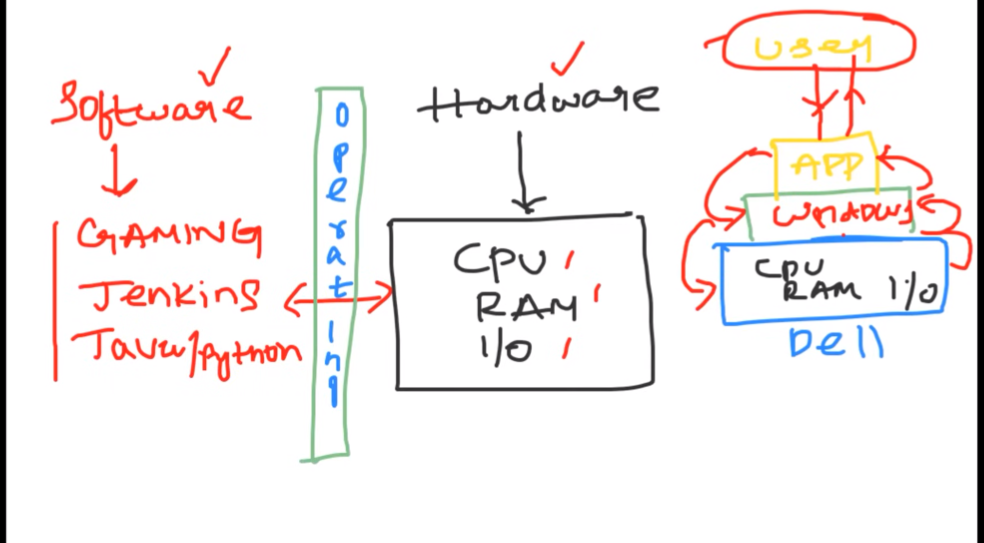 Software
GAMING
Jenkins
Java/python
Operating
Hardware
CPU
RAM
I/O
User
APP
Windows
CPU
RAM I/O
Dell